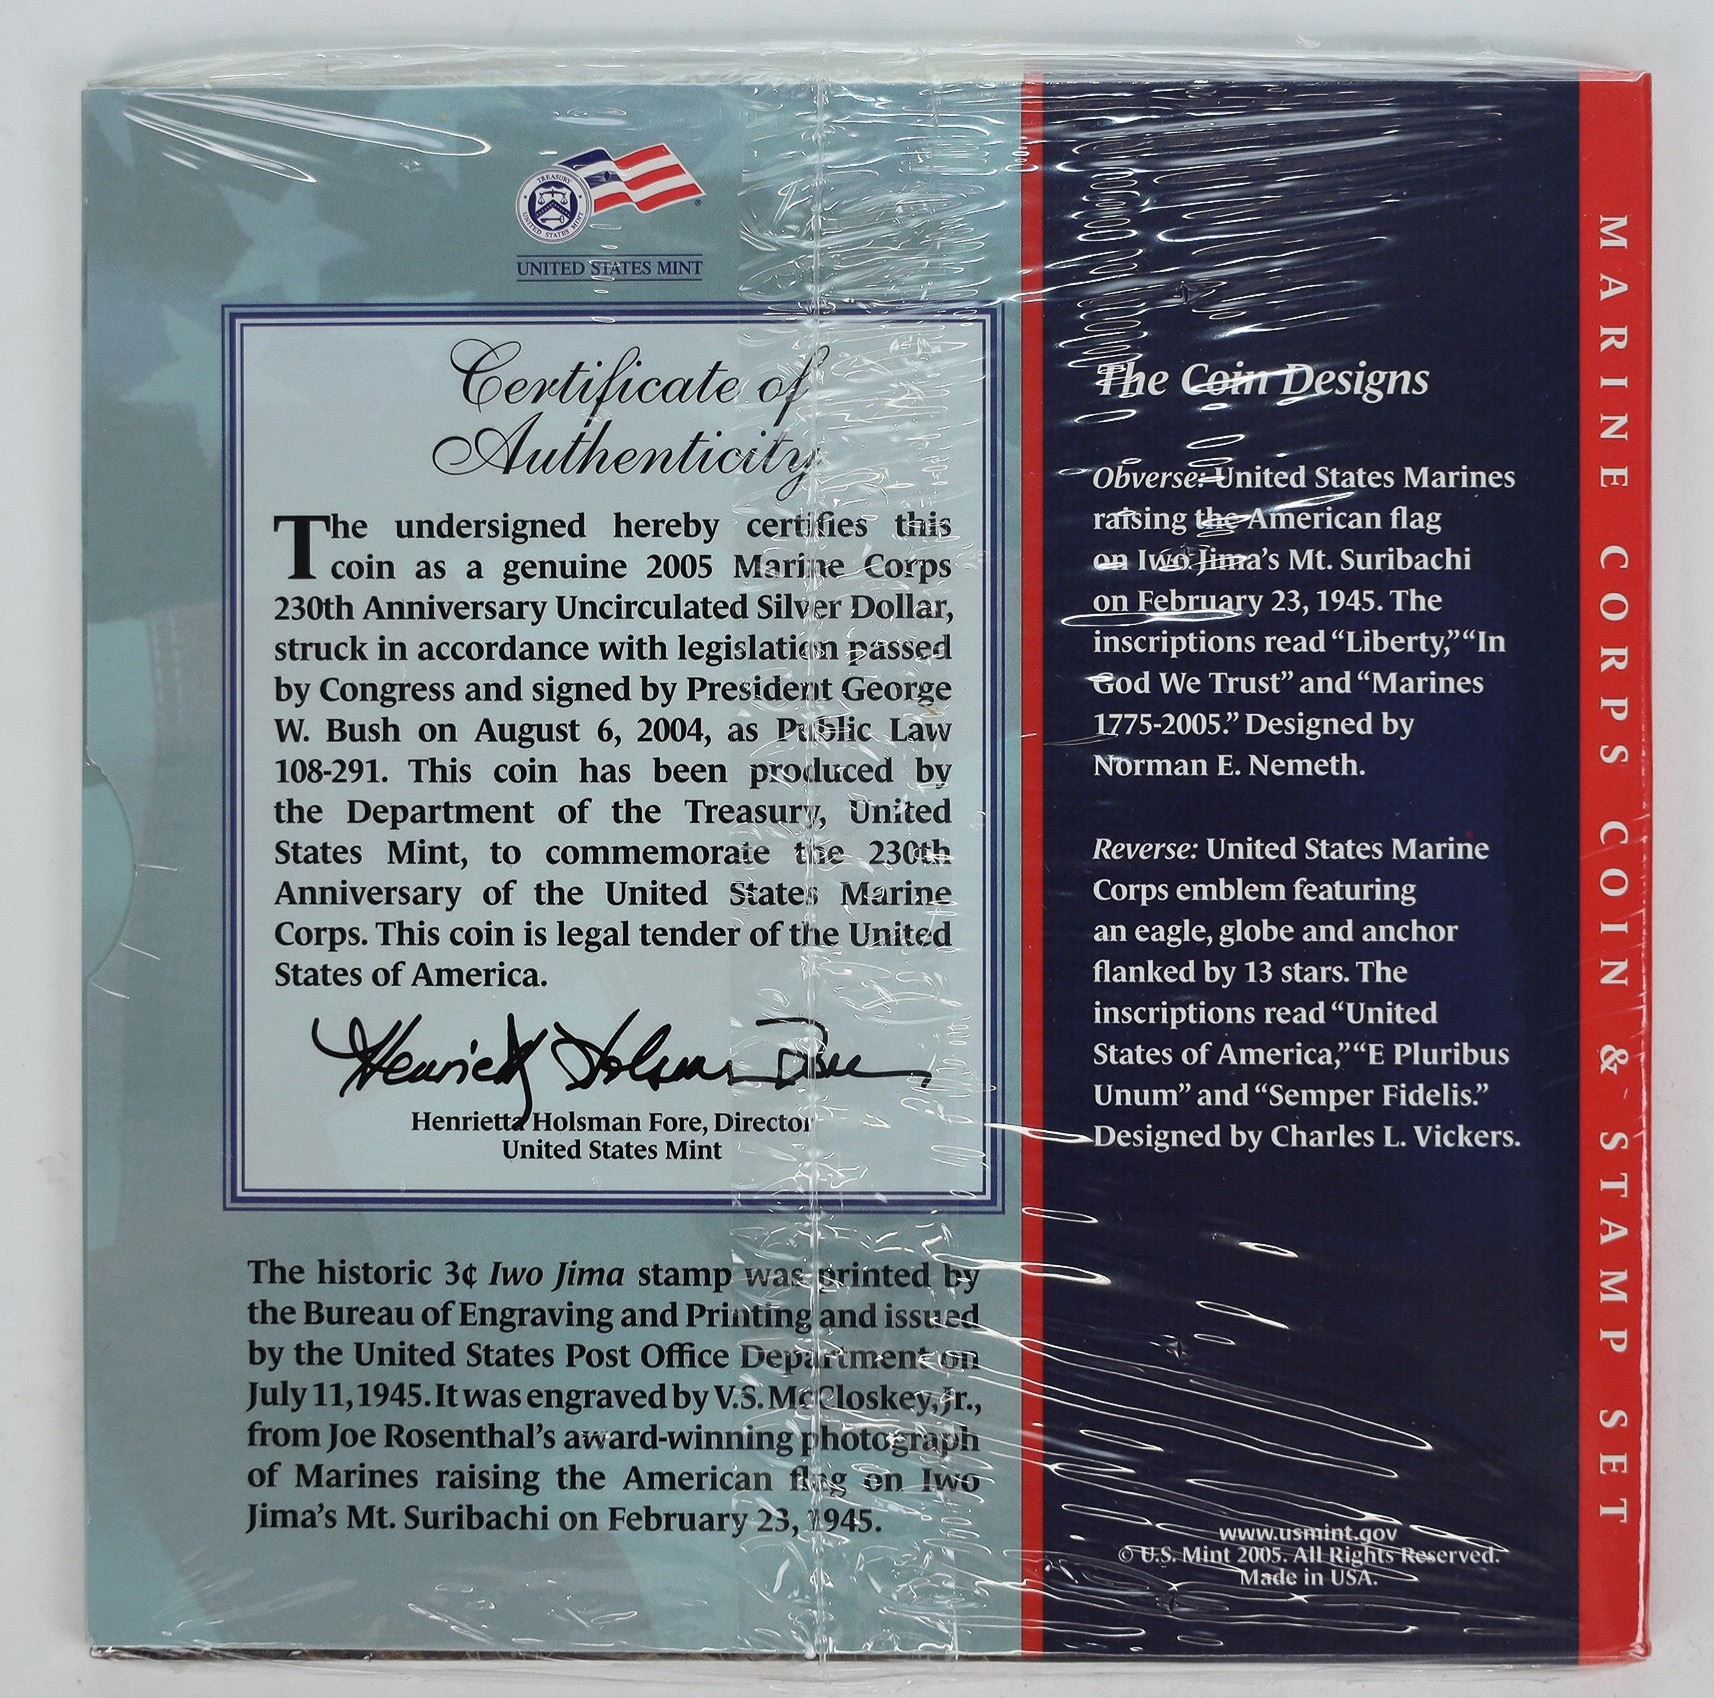 TREASURY
UNITED STATES MINT
®
UNITED STATES MINT
Certificate of
Authenticity
The undersigned hereby certifies this
coin as a genuine 2005 Marine Corps
230th Anniversary Uncirculated Silver Dollar,
struck in accordance with legislation passed
by Congress and signed by President George
W. Bush on August 6, 2004, as Public Law
108-291. This coin has been produced by
the Department of the Treasury, United
States Mint, to commemorate the 230th
Anniversary of the United States Marine
Corps. This coin is legal tender of the United
States of America.
Henrietta Holsman Fore
Henrietta Holsman Fore, Director
United States Mint
The historic 3¢ Iwo Jima stamp was printed by
the Bureau of Engraving and Printing and issued
by the United States Post Office Department on
July 11, 1945. It was engraved by V.S. McCloskey, Jr.,
from Joe Rosenthal's award-winning photograph
of Marines raising the American flag on Iwo
Jima's Mt. Suribachi on February 23, 1945.
The Coin Designs
Obverse: United States Marines
raising the American flag
on Iwo Jima's Mt. Suribachi
on February 23, 1945. The
inscriptions read “Liberty,” “In
God We Trust” and “Marines
1775-2005.” Designed by
Norman E. Nemeth.
Reverse: United States Marine
Corps emblem featuring
an eagle, globe and anchor
flanked by 13 stars. The
inscriptions read “United
States of America,” “E Pluribus
Unum” and “Semper Fidelis.”
Designed by Charles L. Vickers.
www.usmint.gov
© U.S. Mint 2005. All Rights Reserved.
Made in USA.
MARINE CORPS COIN & STAMP SET